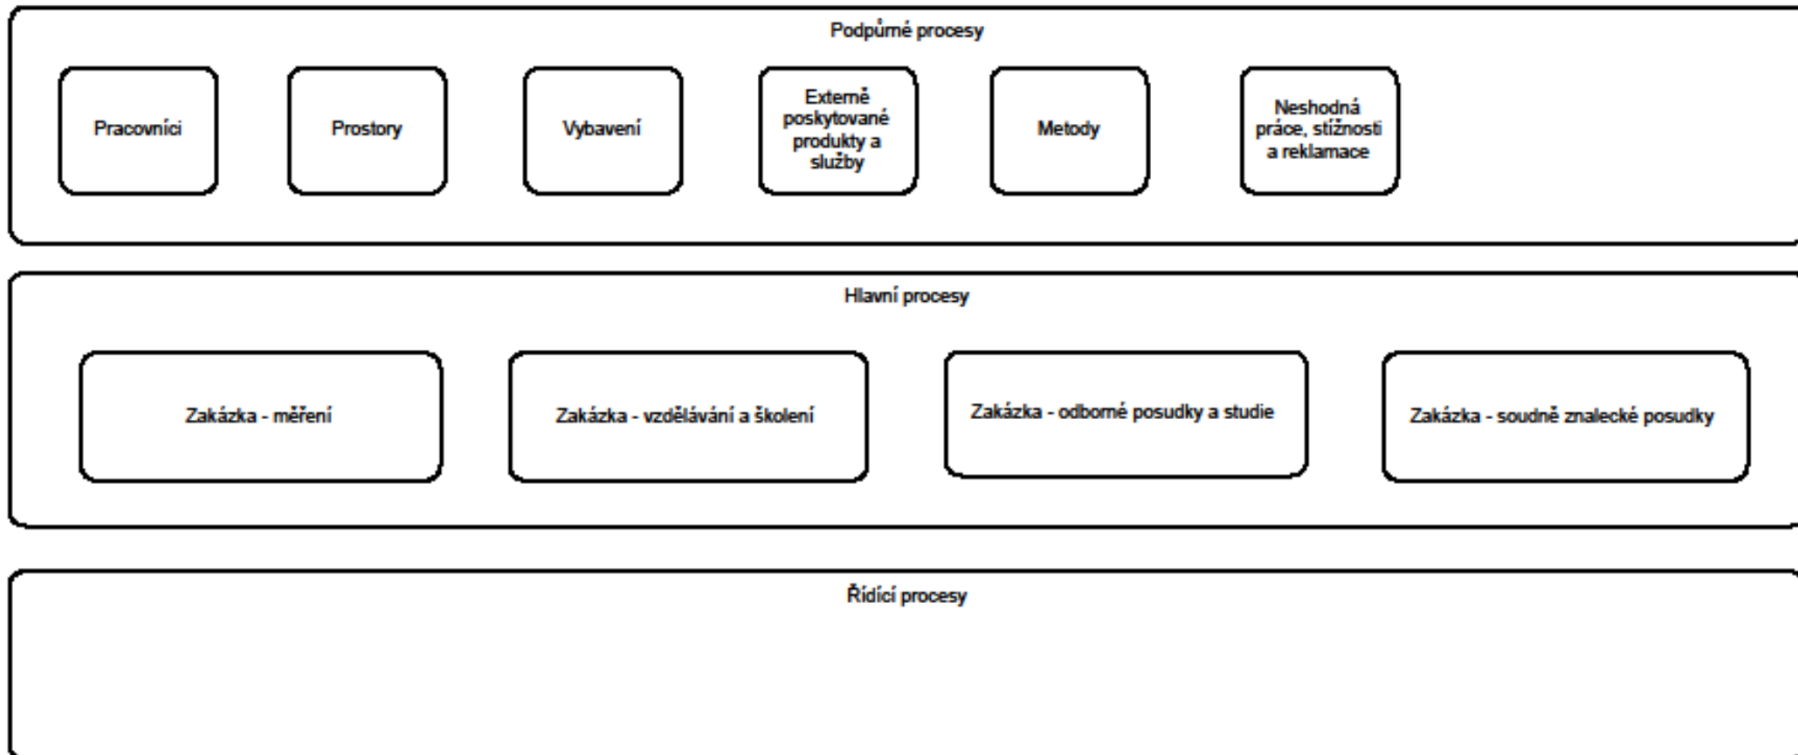 Podpůrné procesy
Pracovníci
Prostory
Vybavení
Externě
poskytované
produkty a
služby
Metody
Neshodná
práce, stížnosti
a reklamace
Hlavní procesy
Zakázka - měření
Zakázka - vzdělávání a školení
Zakázka - odborné posudky a studie
Zakázka - soudně znalecké posudky
Řídící procesy